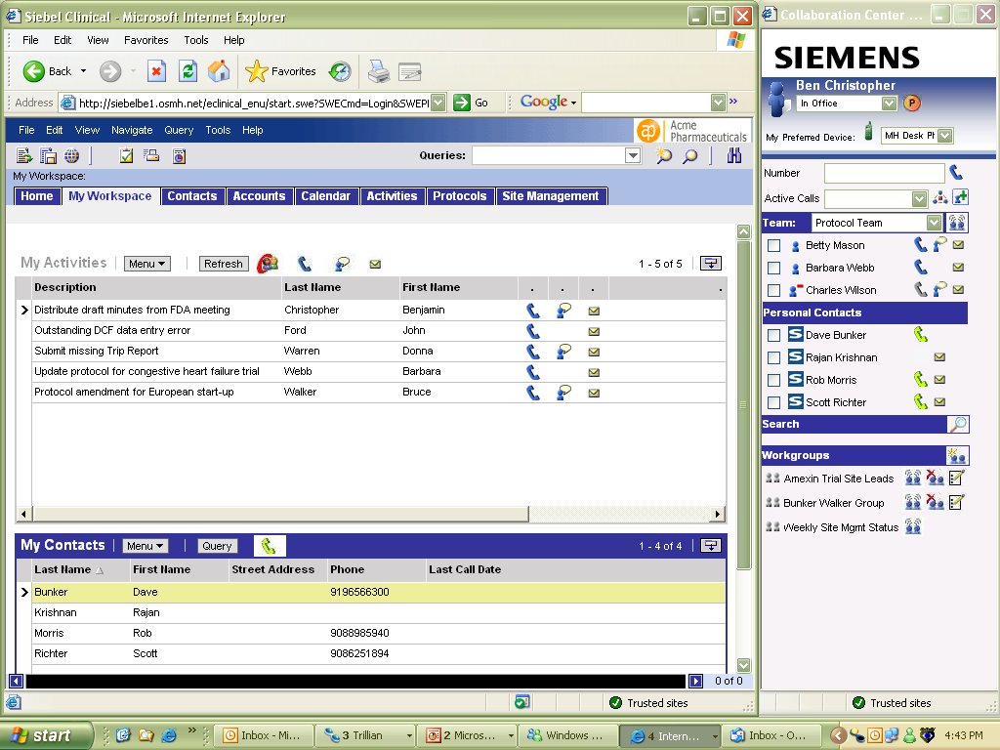 Siebel Clinical - Microsoft Internet Explorer
File Edit View Favorites Tools Help
Back Favorites
Address http://siebelbe1.osmh.net/eclinical_enu/start.swe?SWECmd=Login&SWEPI Go Google »
File Edit View Navigate Query Tools Help
ap Acme Pharmaceuticals
Queries:
My Workspace:
Home My Workspace Contacts Accounts Calendar Activities Protocols Site Management
My Activities Menu Refresh 1 - 5 of 5
Description Last Name First Name . . . .
Distribute draft minutes from FDA meeting Christopher Benjamin
Outstanding DCF data entry error Ford John
Submit missing Trip Report Warren Donna
Update protocol for congestive heart failure trial Webb Barbara
Protocol amendment for European start-up Walker Bruce
My Contacts Menu Query 1 - 4 of 4
Last Name First Name Street Address Phone Last Call Date
Bunker Dave 9196566300
Krishnan Rajan
Morris Rob 9088985940
Richter Scott 9086251894
0 of 0
Trusted sites
Collaboration Center ...
SIEMENS
Ben Christopher
In Office P
My Preferred Device: MH Desk Ph
Number
Active Calls
Team: Protocol Team
Betty Mason
Barbara Webb
Charles Wilson
Personal Contacts
S Dave Bunker
S Rajan Krishnan
S Rob Morris
S Scott Richter
Search
Workgroups
Amexin Trial Site Leads
Bunker Walker Group
Weekly Site Mgmt Status
Trusted sites
start » Inbox - Mi... 3 Trillian 2 Micros... Windows ... 4 Intern... Inbox - O... 4:43 PM